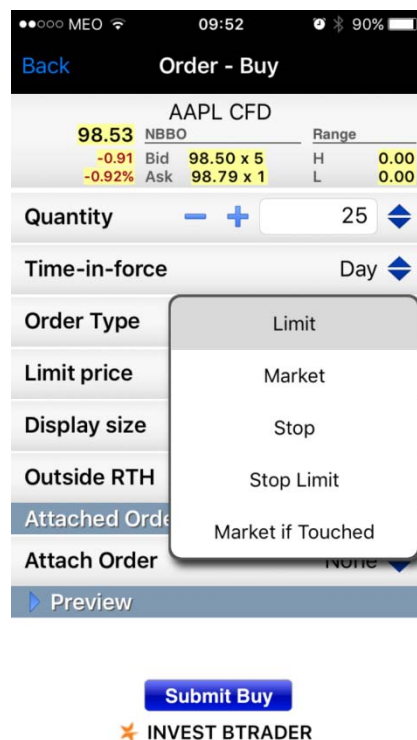 MEO 09:52 90%
Back Order - Buy
AAPL CFD
98.53 NBBO Range
-0.91 Bid 98.50 x 5 H 0.00
-0.92% Ask 98.79 x 1 L 0.00
Quantity 25
Time-in-force Day
Order Type Limit
Limit price Market
Display size Stop
Outside RTH Stop Limit
Attached Orde
Market if Touched
Attach Order None
Preview
Submit Buy
INVEST BTRADER